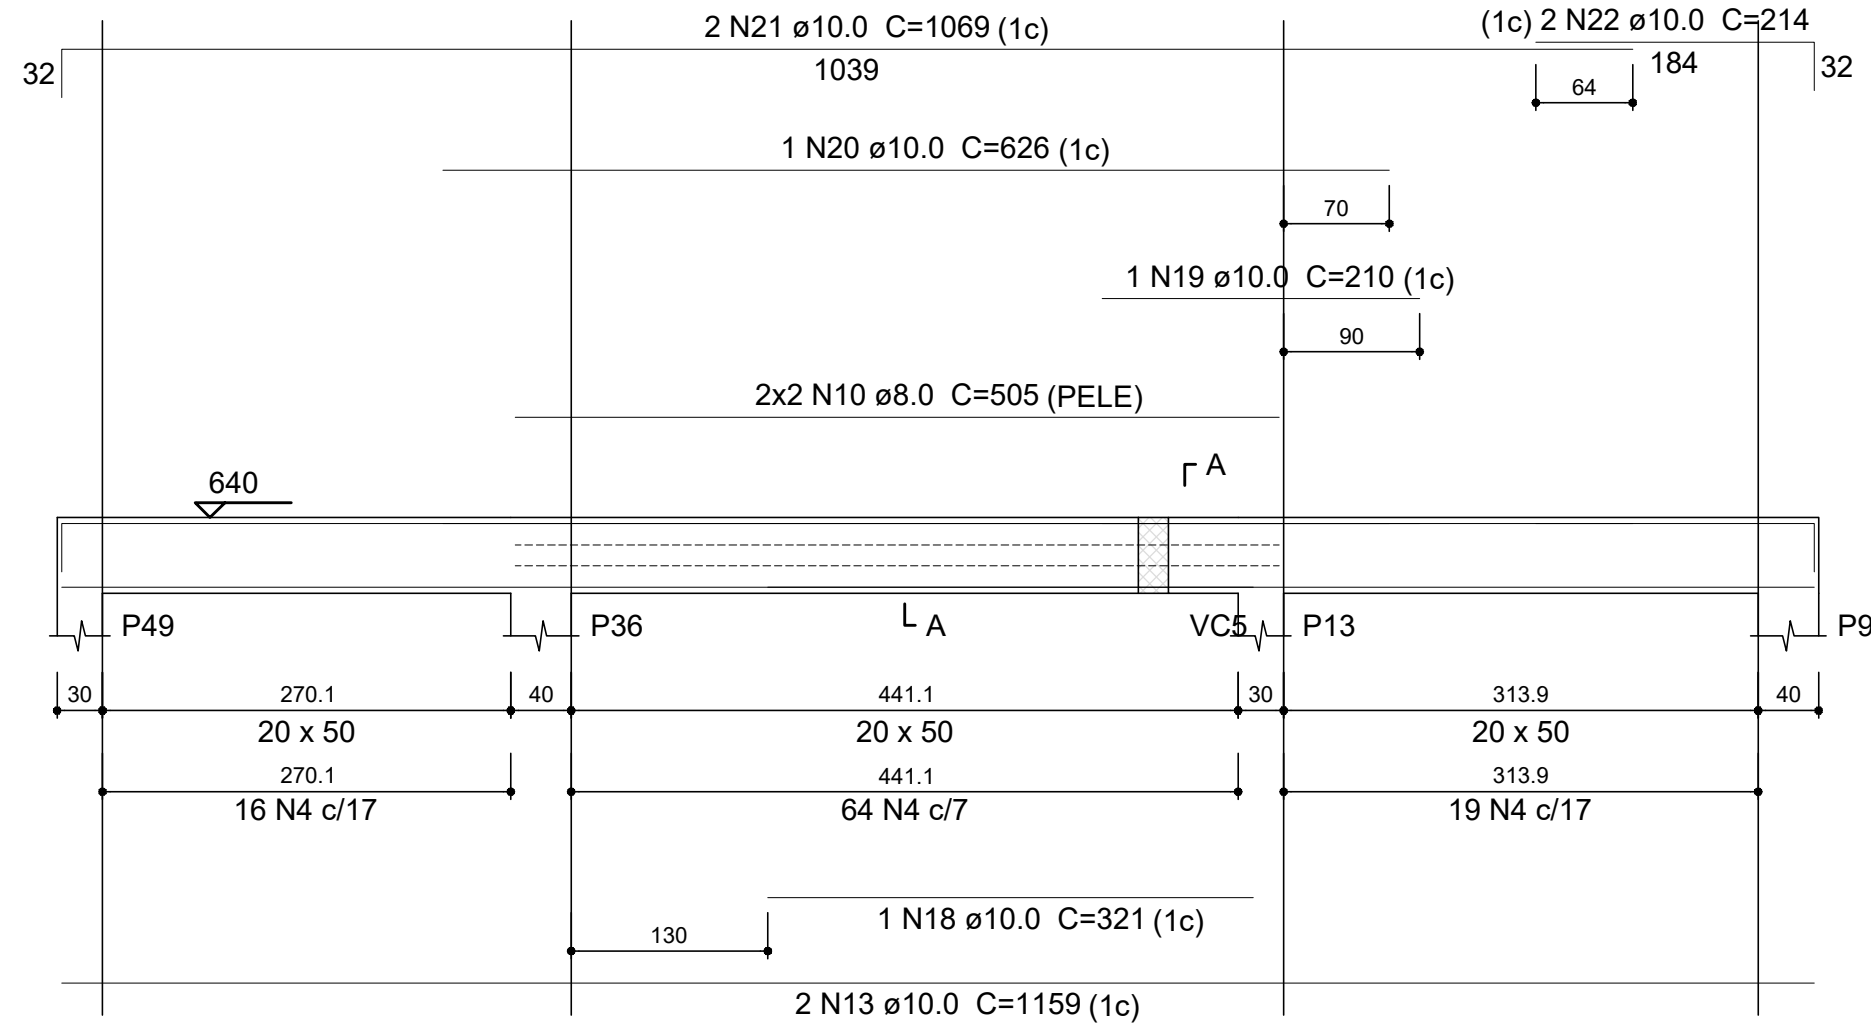 2 N21 ø10.0 C=1069 (1c)
(1c) 2 N22 ø10.0 C=214
32
1039
184
32
64
1 N20 ø10.0 C=626 (1c)
70
1 N19 ø10.0 C=210 (1c)
90
2x2 N10 ø8.0 C=505 (PELE)
A
640
P49
P36
A
VC5
P13
P9
30
270.1
40
441.1
30
313.9
40
20 x 50
20 x 50
20 x 50
270.1
441.1
313.9
16 N4 c/17
64 N4 c/7
19 N4 c/17
1 N18 ø10.0 C=321 (1c)
130
2 N13 ø10.0 C=1159 (1c)